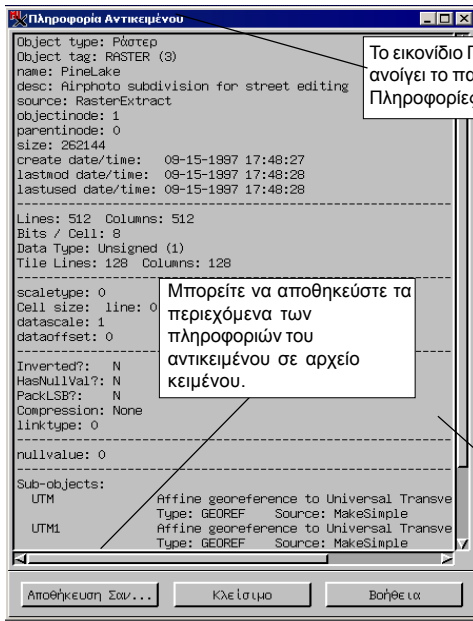 Πληροφορία Αντικειμένου
Object type: Ράστερ
Object tag: RASTER (3)
name: PineLake
desc: Airphoto subdivision for street editing
source: RasterExtract
objectinode: 1
parentinode: 0
size: 262144
create date/time: 09-15-1997 17:48:27
lastmod date/time: 09-15-1997 17:48:28
lastused date/time: 09-15-1997 17:48:28
Το εικονίδιο
ανοίγει το
Πληροφορίες
Lines: 512 Columns: 512
Bits / Cell: 8
Data Type: Unsigned (1)
Tile Lines: 128 Columns: 128
scaletype: 0
Cell size: line: 0
datascale: 1
dataoffset: 0
Μπορείτε να αποθηκεύστε τα
περιεχόμενα των
πληροφοριών του
αντικειμένου σε αρχείο
κειμένου.
Inverted?: N
HasNullVal?: N
PackLSB?: N
Compression: None
linktype: 0
nullvalue: 0
Sub-objects:
UTM Affine georeference to Universal Transve
Type: GEOREF Source: MakeSimple
UTM1 Affine georeference to Universal Transve
Type: GEOREF Source: MakeSimple
Αποθήκευση Σαν... Κλείσιμο Βοήθεια